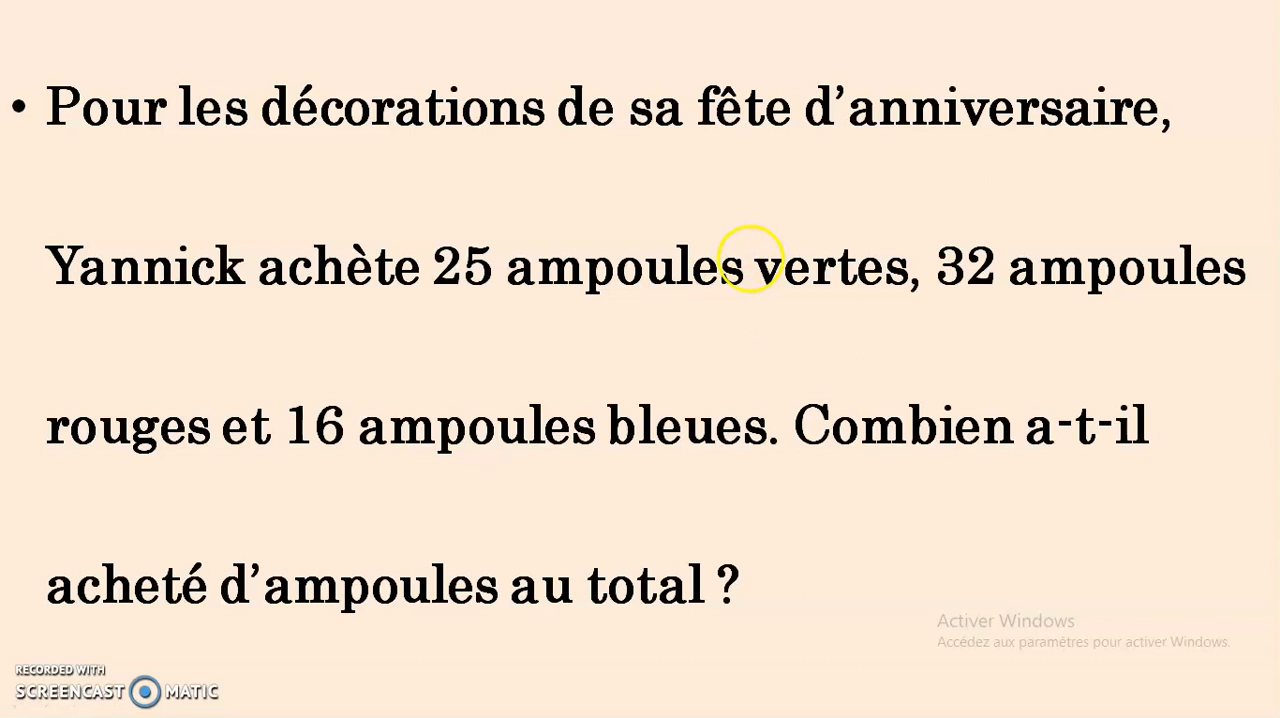 • Pour les décorations de sa fête d’anniversaire,
Yannick achète 25 ampoules vertes, 32 ampoules
rouges et 16 ampoules bleues. Combien a-t-il
acheté d’ampoules au total ?
Activer Windows
Accédez aux paramètres pour activer Windows.
RECORDED WITH
SCREENCAST MATIC